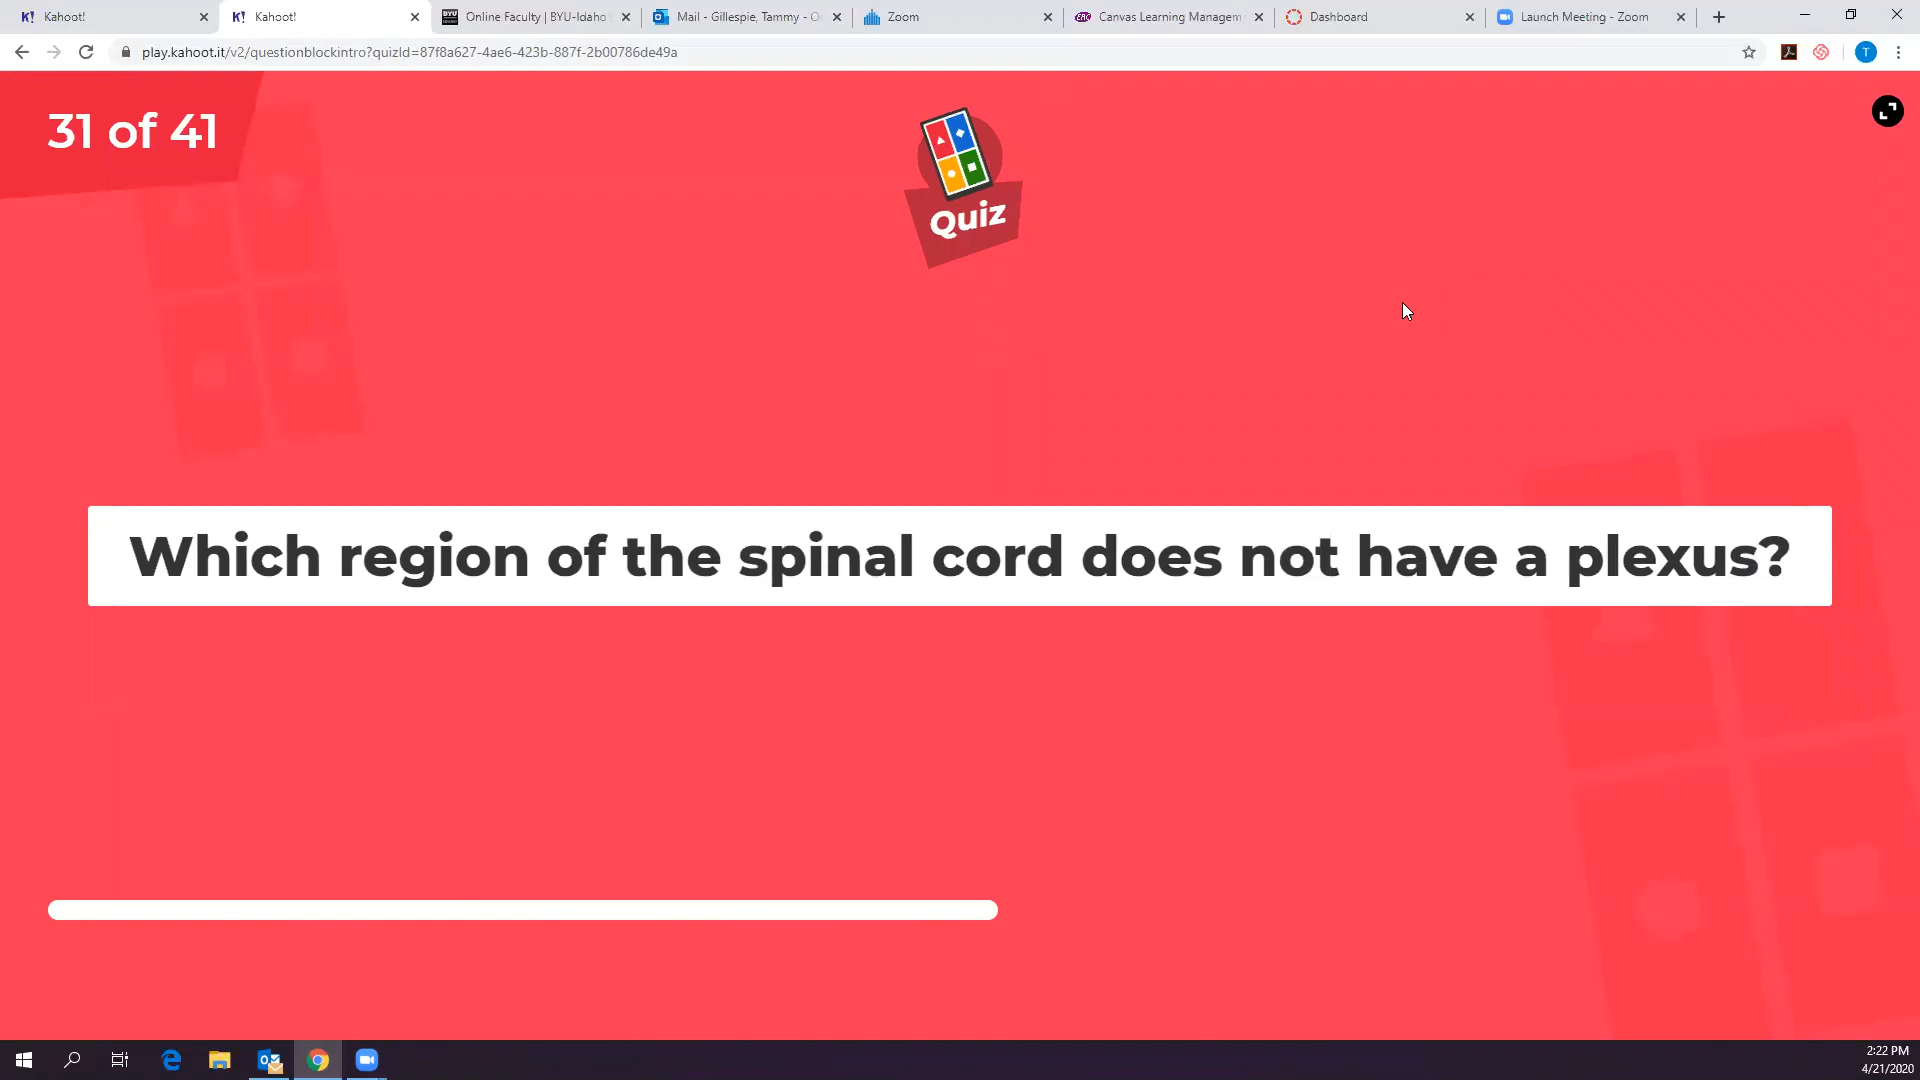 Kahoot!
Kahoot!
Online Faculty | BYU-Idaho
Mail - Gillespie, Tammy - O
Zoom
Canvas Learning Managem
Dashboard
Launch Meeting - Zoom
play.kahoot.it/v2/questionblockintro?quizId=87f8a627-4ae6-423b-887f-2b00786de49a
T
31 of 41
Quiz
Which region of the spinal cord does not have a plexus?
2:22 PM
4/21/2020